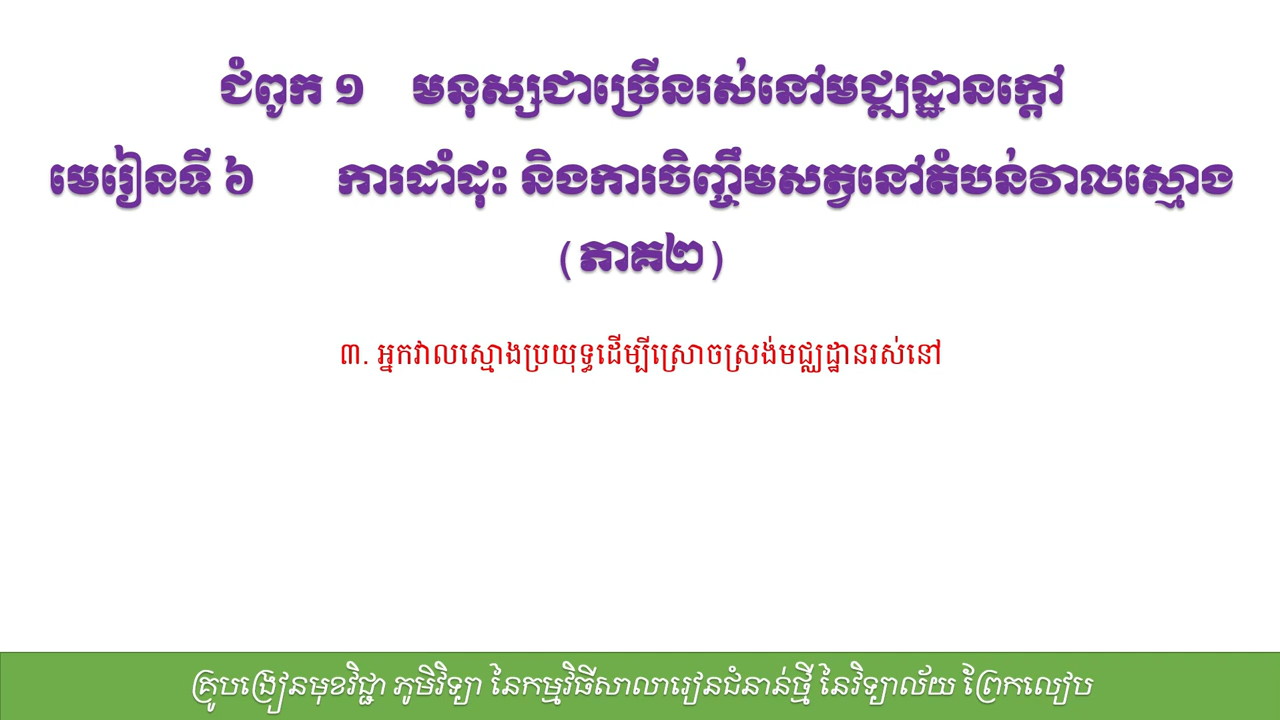 ជំពូក ១ មនុស្សជាច្រើនរស់នៅមជ្ឈដ្ឋានក្តៅ
មេរៀនទី ៦ ការដាំដុះ និងការចិញ្ចឹមសត្វនៅតំបន់វាលស្មោង
(ភាគ២)
៣. អ្នកវាលស្មោងប្រយុទ្ធដើម្បីស្រោចស្រង់មជ្ឈដ្ឋានរស់នៅ
គ្រូបង្រៀនមុខវិជ្ជា ភូមិវិទ្យា នៃកម្មវិធីសាលារៀនជំនាន់ថ្មី នៃវិទ្យាល័យ ព្រែកលៀប